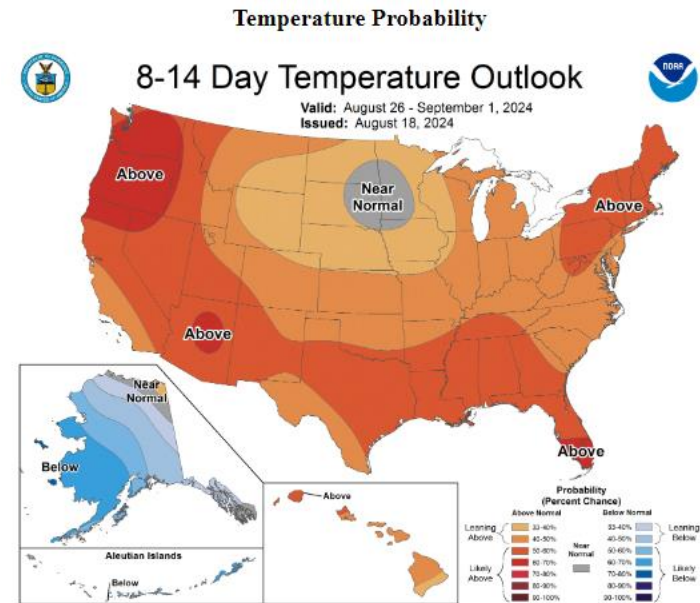 Temperature Probability
8-14 Day Temperature Outlook
NOAA
Valid: August 26 - September 1, 2024
Issued: August 18, 2024
Above
Near
Normal
Above
Above
Near
Normal
Below
Above
Above
Aleutian Islands
Below
Probability
(Percent Chance)
Above Normal
Below Normal
Leaning
Above
33-40%
40-50%
50-60%
Likely
Above
60-70%
70-80%
80-90%
90-100%
Near
Normal
33-40%
40-50%
Leaning
Below
50-60%
60-70%
70-80%
80-90%
90-100%
Likely
Below